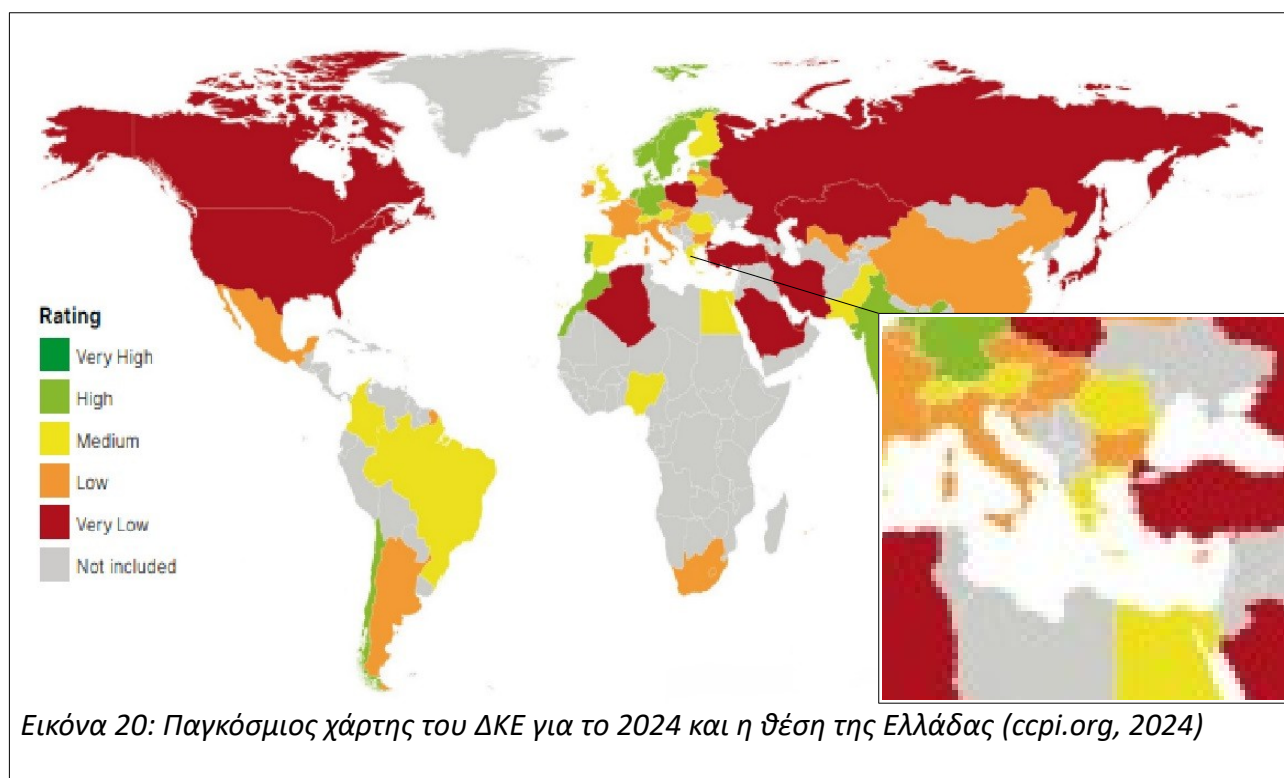 Rating
Very High
High
Medium
Low
Very Low
Not included
Εικόνα 20: Παγκόσμιος χάρτης του ΔΚΕ για το 2024 και η θέση της Ελλάδας (ccpi.org, 2024)